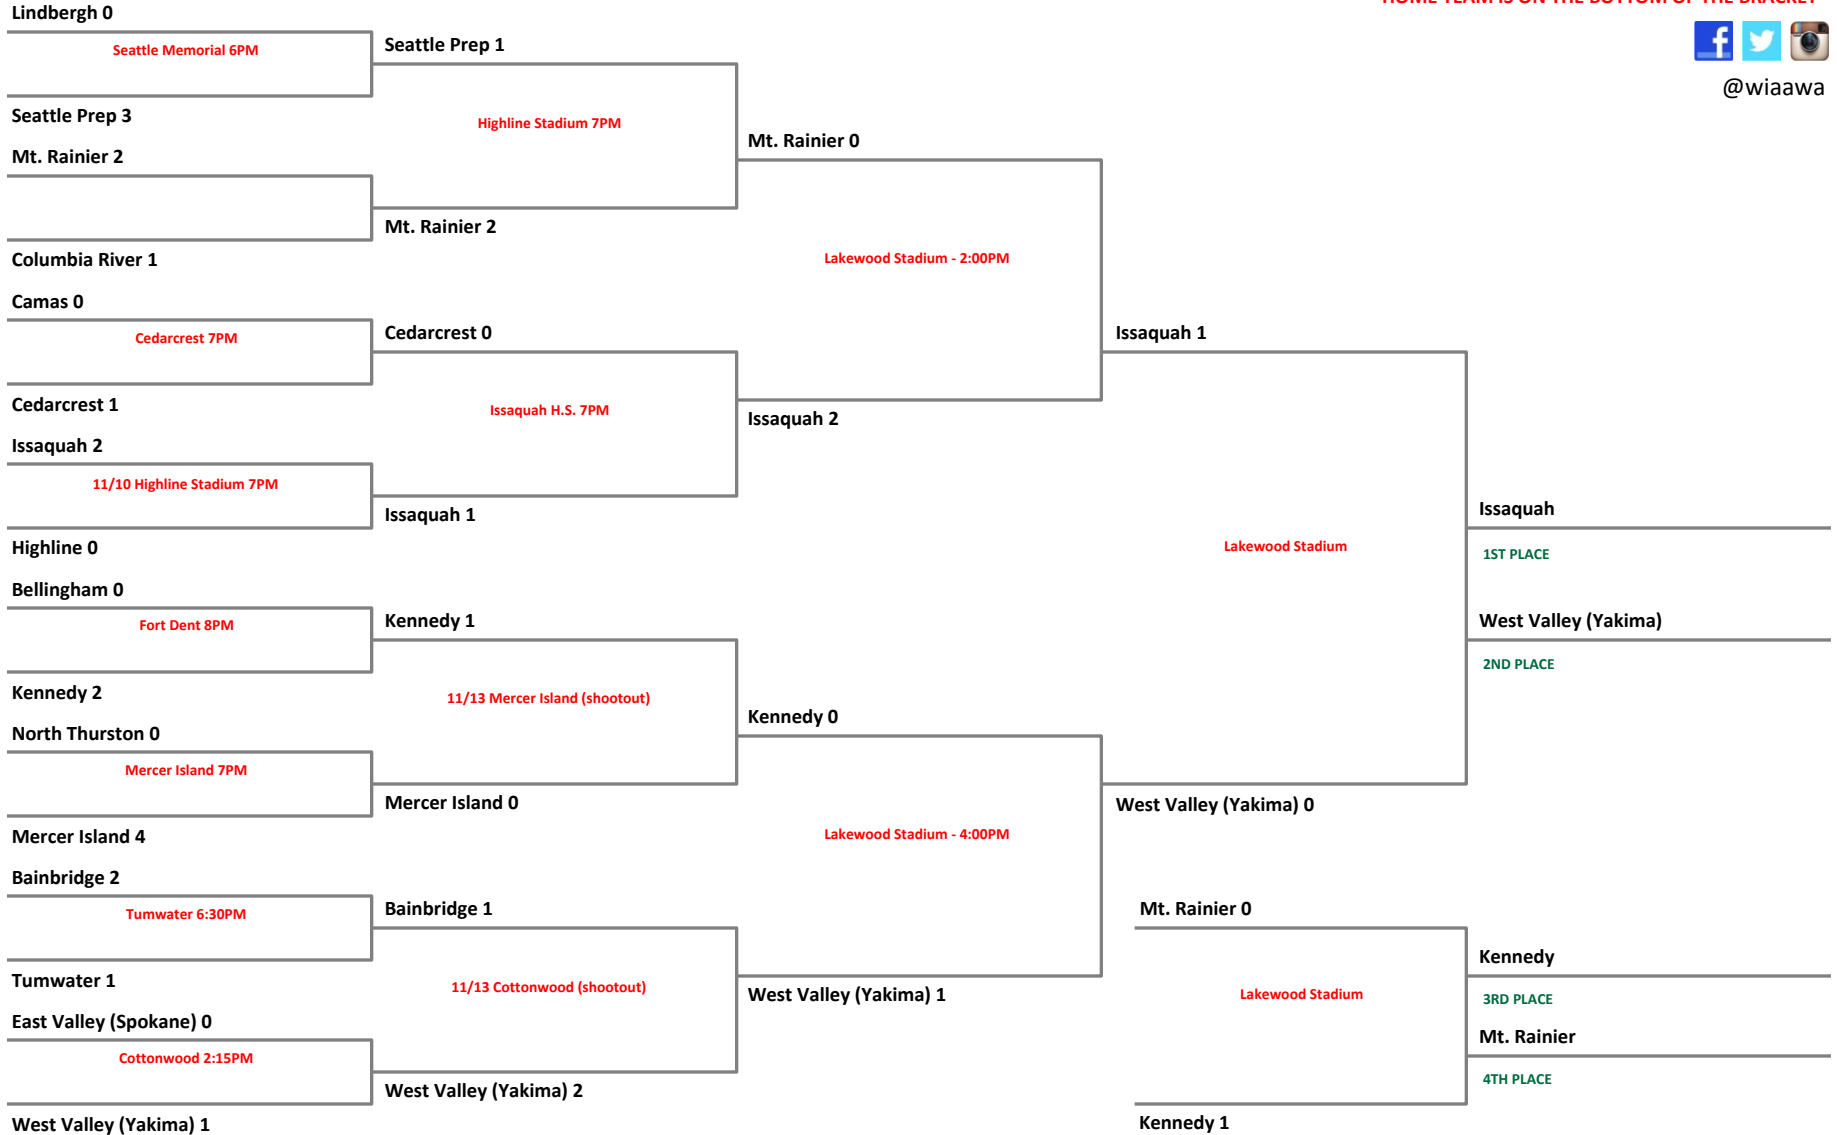 HOME TEAM IS ON THE BOTTOM OF THE BRACKET
@wiaawa
Lindbergh 0
Seattle Memorial 6PM
Seattle Prep 3
Mt. Rainier 2
Columbia River 1
Camas 0
Cedarcrest 7PM
Cedarcrest 1
Issaquah 2
11/10 Highline Stadium 7PM
Highline 0
Bellingham 0
Fort Dent 8PM
Kennedy 2
North Thurston 0
Mercer Island 7PM
Mercer Island 4
Bainbridge 2
Tumwater 6:30PM
Tumwater 1
East Valley (Spokane) 0
Cottonwood 2:15PM
West Valley (Yakima) 1
Seattle Prep 1
Highline Stadium 7PM
Mt. Rainier 2
Cedarcrest 0
Issaquah H.S. 7PM
Issaquah 1
Kennedy 1
11/13 Mercer Island (shootout)
Mercer Island 0
Bainbridge 1
11/13 Cottonwood (shootout)
West Valley (Yakima) 2
Mt. Rainier 0
Lakewood Stadium - 2:00PM
Issaquah 2
Kennedy 0
Lakewood Stadium - 4:00PM
West Valley (Yakima) 1
Issaquah 1
Lakewood Stadium
West Valley (Yakima) 0
Mt. Rainier 0
Lakewood Stadium
Kennedy 1
Issaquah
1ST PLACE
West Valley (Yakima)
2ND PLACE
Kennedy
3RD PLACE
Mt. Rainier
4TH PLACE